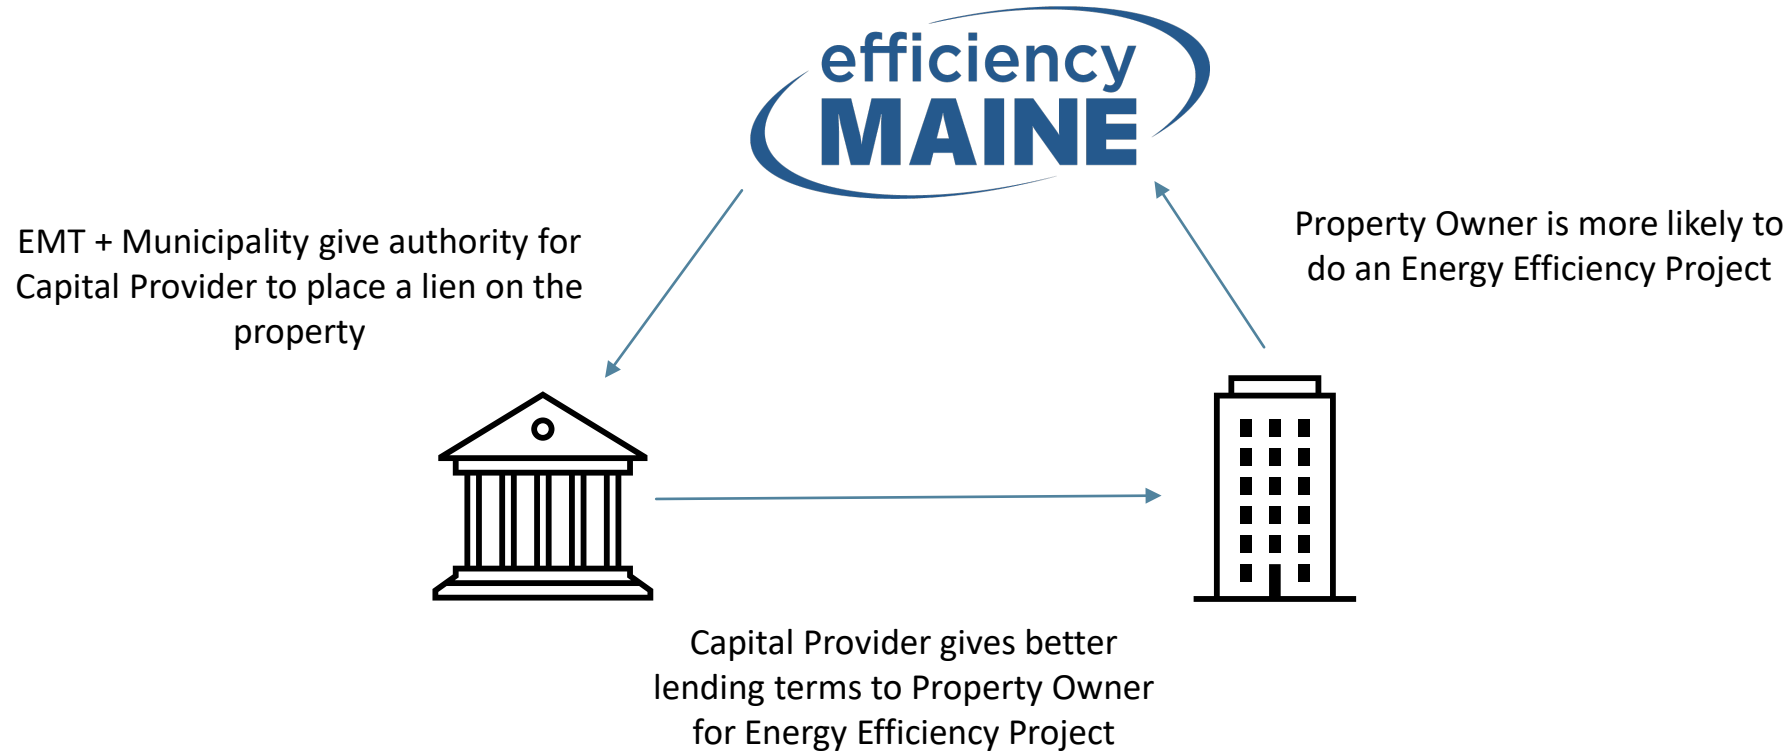 efficiency
MAINE
EMT + Municipality give authority for
Capital Provider to place a lien on the
property
Property Owner is more likely to
do an Energy Efficiency Project
Capital Provider gives better
lending terms to Property Owner
for Energy Efficiency Project